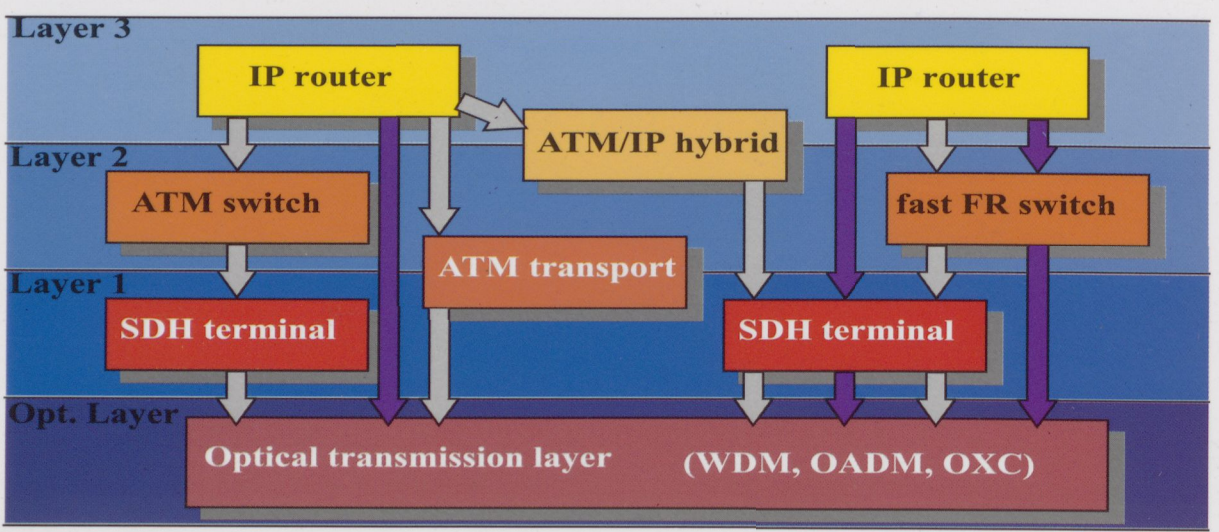 Layer 3
IP router
IP router
ATM/IP hybrid
Layer 2
ATM switch
fast FR switch
ATM transport
Layer 1
SDH terminal
SDH terminal
Opt. Layer
Optical transmission layer (WDM, OADM, OXC)